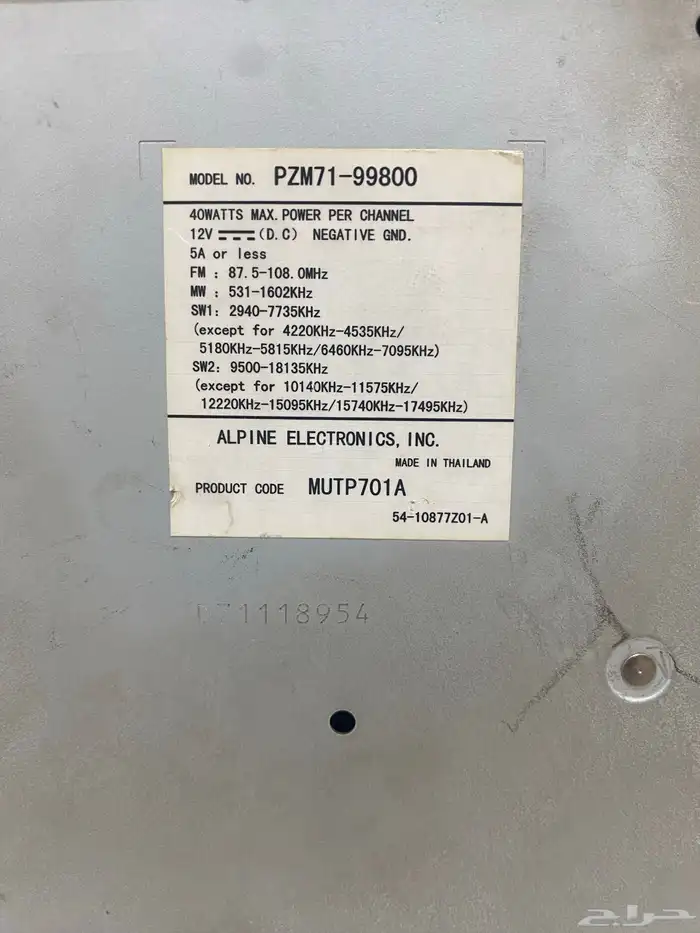 MODEL NO. PZM71-99800
40WATTS MAX. POWER PER CHANNEL
12V (D.C) NEGATIVE GND.
5A or less
FM : 87.5-108.0MHz
MW : 531-1602KHz
SW1: 2940-7735KHz
(except for 4220KHz-4535KHz/
5180KHz-5815KHz/6460KHz-7095KHz)
SW2: 9500-18135KHz
(except for 10140KHz-11575KHz/
12220KHz-15095KHz/15740KHz-17495KHz)
ALPINE ELECTRONICS, INC.
MADE IN THAILAND
PRODUCT CODE MUTP701A
54-10877Z01-A
حراج